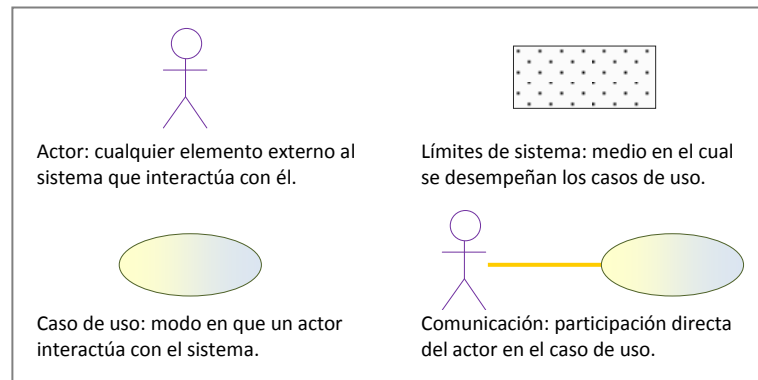 Actor: cualquier elemento externo al
sistema que interactúa con él.
Límites de sistema: medio en el cual
se desempeñan los casos de uso.
Caso de uso: modo en que un actor
interactúa con el sistema.
Comunicación: participación directa
del actor en el caso de uso.